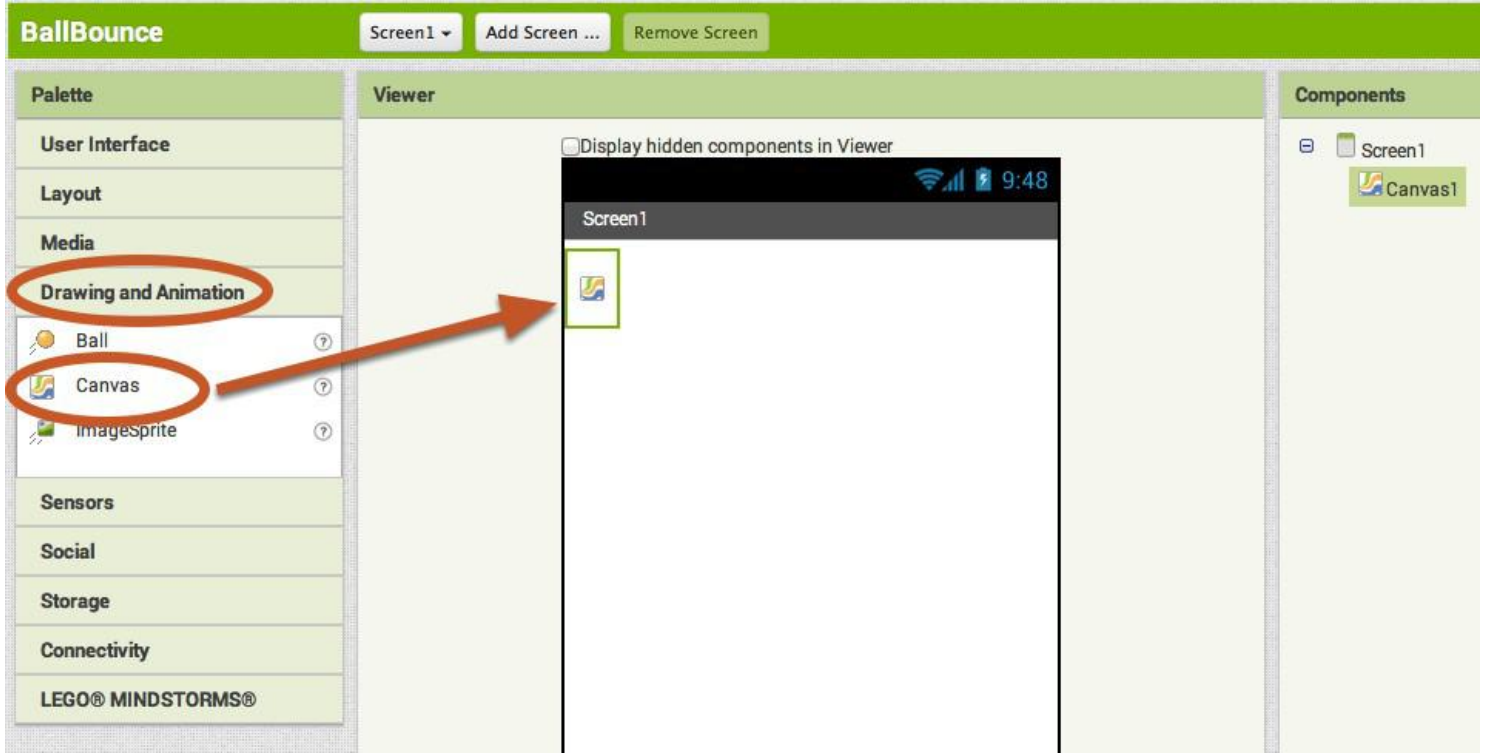 BallBounce
Screen1
Add Screen ...
Remove Screen
Palette
User Interface
Layout
Media
Drawing and Animation
Ball
?
Canvas
?
ImageSprite
?
Sensors
Social
Storage
Connectivity
LEGO® MINDSTORMS®
Viewer
Display hidden components in Viewer
9:48
Screen1
Components
Screen1
Canvas1